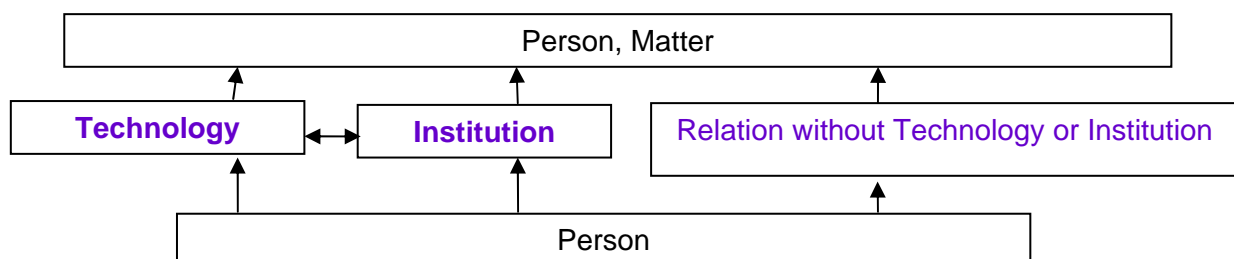 Person, Matter
Technology
Institution
Relation without Technology or Institution
Person